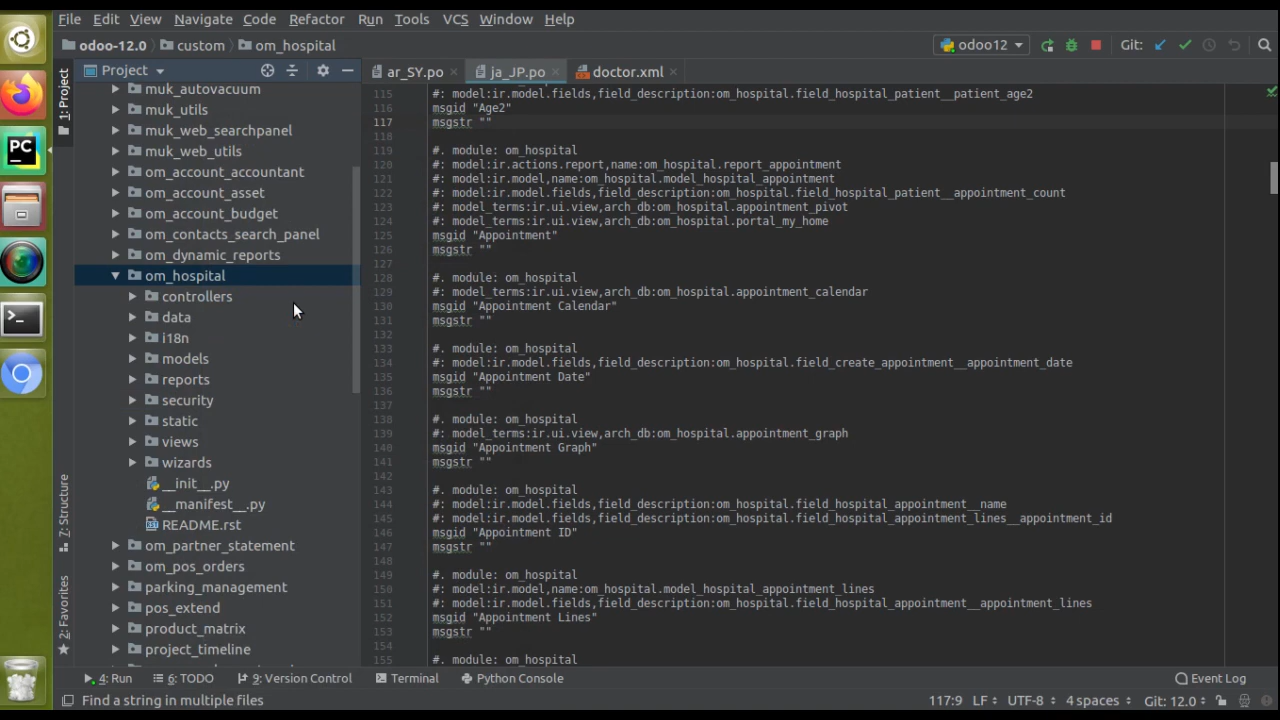 File Edit View Navigate Code Refactor Run Tools VCS Window Help
odoo-12.0 custom om_hospital odoo12 Git:
1: Project
Project
ar_SY.po ja_JP.po doctor.xml
muk_autovacuum
muk_utils
muk_web_searchpanel
muk_web_utils
om_account_accountant
om_account_asset
om_account_budget
om_contacts_search_panel
om_dynamic_reports
om_hospital
controllers
data
i18n
models
reports
security
static
views
wizards
__init__.py
__manifest__.py
README.rst
om_partner_statement
om_pos_orders
parking_management
pos_extend
product_matrix
project_timeline
Z: Structure
2: Favorites
115 #: model:ir.model.fields,field_description:om_hospital.field_hospital_patient__patient_age2
116 msgid "Age2"
117 msgstr ""
118
119 #. module: om_hospital
120 #: model:ir.actions.report,name:om_hospital.report_appointment
121 #: model:ir.model,name:om_hospital.model_hospital_appointment
122 #: model:ir.model.fields,field_description:om_hospital.field_hospital_patient__appointment_count
123 #: model_terms:ir.ui.view,arch_db:om_hospital.appointment_pivot
124 #: model_terms:ir.ui.view,arch_db:om_hospital.portal_my_home
125 msgid "Appointment"
126 msgstr ""
127
128 #. module: om_hospital
129 #: model_terms:ir.ui.view,arch_db:om_hospital.appointment_calendar
130 msgid "Appointment Calendar"
131 msgstr ""
132
133 #. module: om_hospital
134 #: model:ir.model.fields,field_description:om_hospital.field_create_appointment__appointment_date
135 msgid "Appointment Date"
136 msgstr ""
137
138 #. module: om_hospital
139 #: model_terms:ir.ui.view,arch_db:om_hospital.appointment_graph
140 msgid "Appointment Graph"
141 msgstr ""
142
143 #. module: om_hospital
144 #: model:ir.model.fields,field_description:om_hospital.field_hospital_appointment__name
145 #: model:ir.model.fields,field_description:om_hospital.field_hospital_appointment_lines__appointment_id
146 msgid "Appointment ID"
147 msgstr ""
148
149 #. module: om_hospital
150 #: model:ir.model,name:om_hospital.model_hospital_appointment_lines
151 #: model:ir.model.fields,field_description:om_hospital.field_hospital_appointment__appointment_lines
152 msgid "Appointment Lines"
153 msgstr ""
154
155 #. module: om_hospital
4: Run 6: TODO 9: Version Control Terminal Python Console Event Log
Find a string in multiple files 117:9 LF UTF-8 4 spaces Git: 12.0